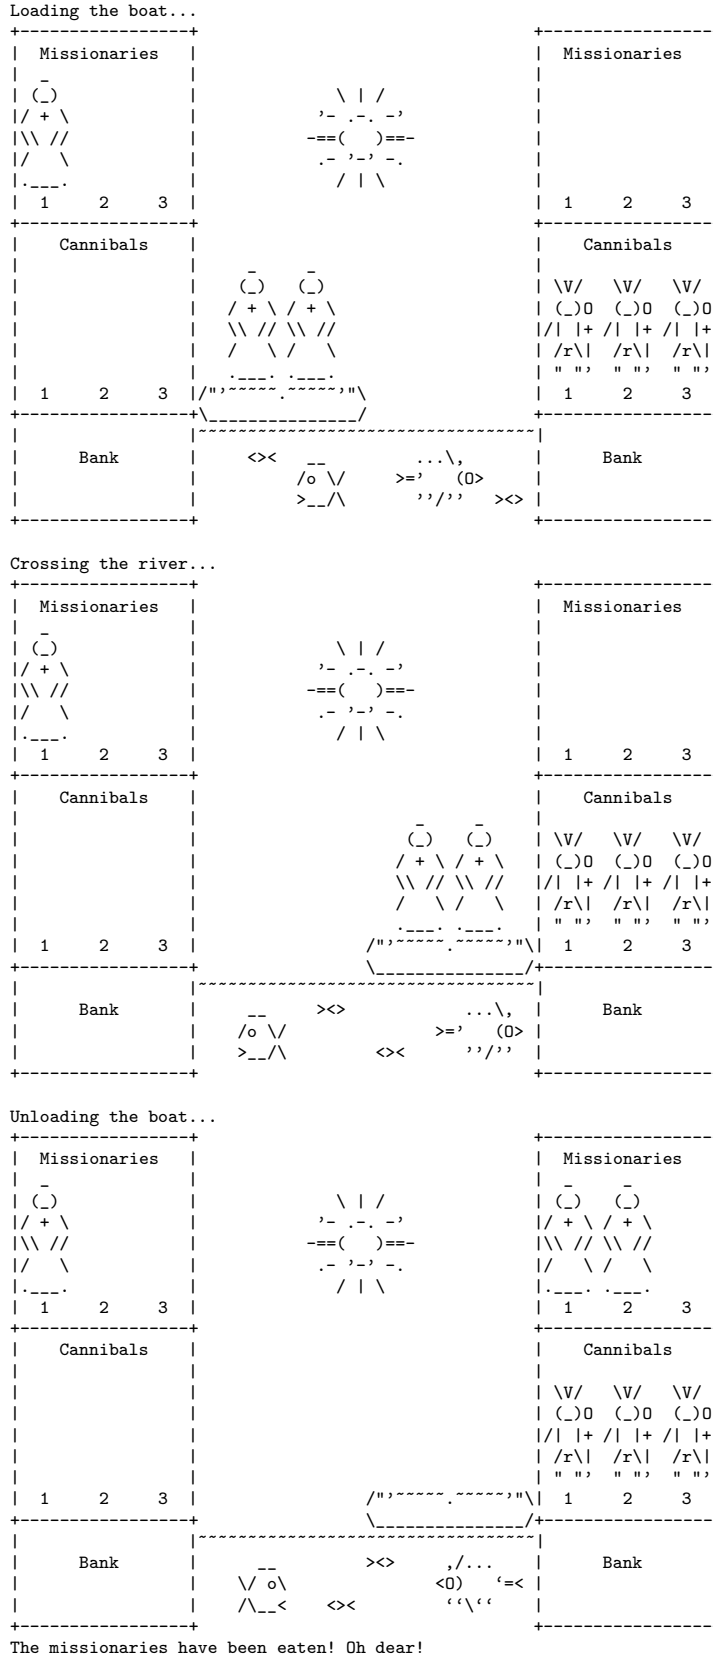 Loading the boat...
Missionaries Missionaries
1 2 3 1 2 3
Cannibals Cannibals
1 2 3 1 2 3
Bank Bank
Crossing the river...
Missionaries Missionaries
1 2 3 1 2 3
Cannibals Cannibals
1 2 3 1 2 3
Bank Bank
Unloading the boat...
Missionaries Missionaries
1 2 3 1 2 3
Cannibals Cannibals
1 2 3 1 2 3
Bank Bank
The missionaries have been eaten! Oh dear!